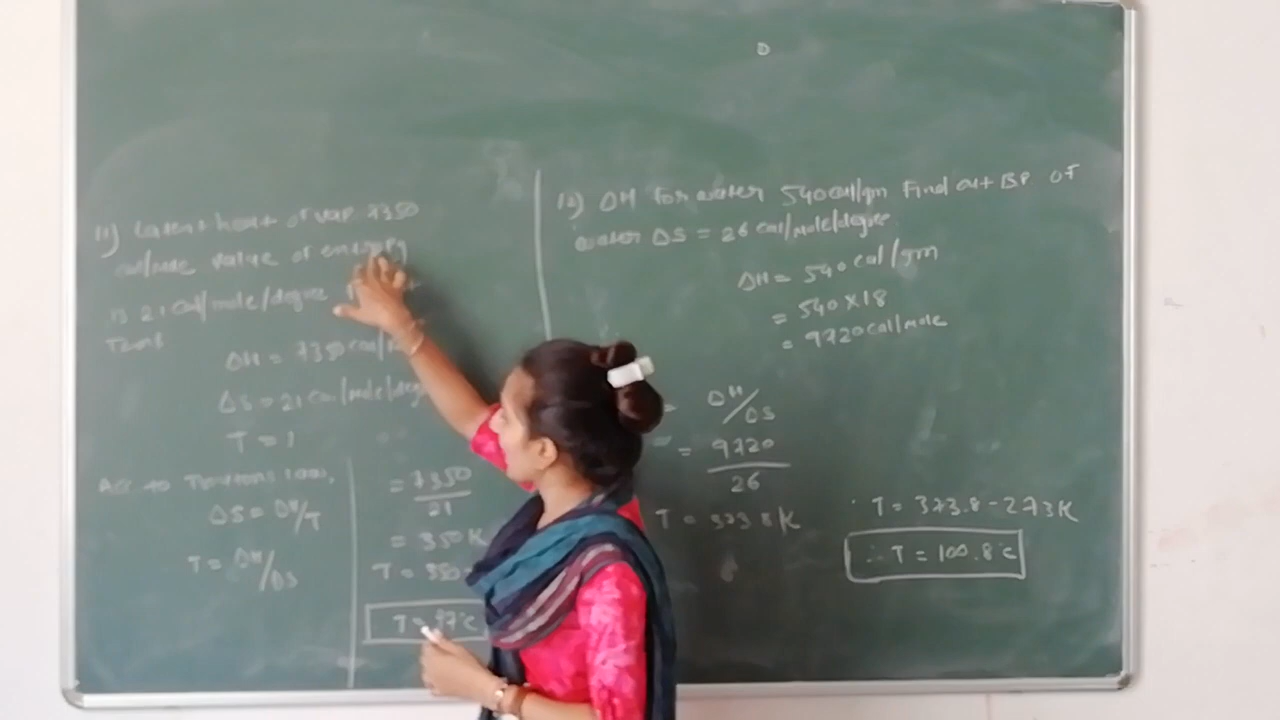 11) Latent heat of vap 7350
cal/mole value of entropy
is 21 cal/mole/degree
ΔH = 7350 cal/m
ΔS = 21 cal/mole/deg
T = ?
Acc to Troutons law,
ΔS = ΔH/T
T = ΔH/ΔS
= 7350
21
= 350 K
T = 350
T = 77°C
0
12) ΔH for water 540 cal/gm Find out BP of
water ΔS = 26 cal/mole/degree
ΔH = 540 cal/gm
= 540 × 18
= 9720 cal/mole
= ΔH/ΔS
= 9720
26
T = 373.8 K
T = 373.8 - 273 K
∴ T = 100.8°C